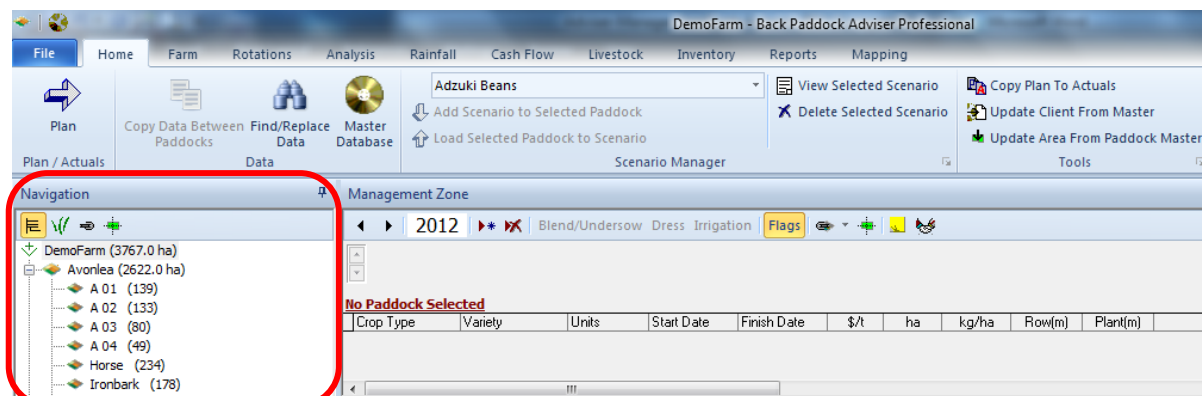 DemoFarm - Back Paddock Adviser Professional
File Home Farm Rotations Analysis Rainfall Cash Flow Livestock Inventory Reports Mapping
Plan
Plan / Actuals
Copy Data Between Paddocks
Find/Replace Data
Master Database
Data
Adzuki Beans
Add Scenario to Selected Paddock
Load Selected Paddock to Scenario
View Selected Scenario
Delete Selected Scenario
Scenario Manager
Copy Plan To Actuals
Update Client From Master
Update Area From Paddock Master
Tools
Navigation
DemoFarm (3767.0 ha)
Avonlea (2622.0 ha)
A 01 (139)
A 02 (133)
A 03 (80)
A 04 (49)
Horse (234)
Ironbark (178)
Management Zone
2012 Blend/Undersow Dress Irrigation Flags
No Paddock Selected
Crop Type Variety Units Start Date Finish Date $/t ha kg/ha Row(m) Plant(m)